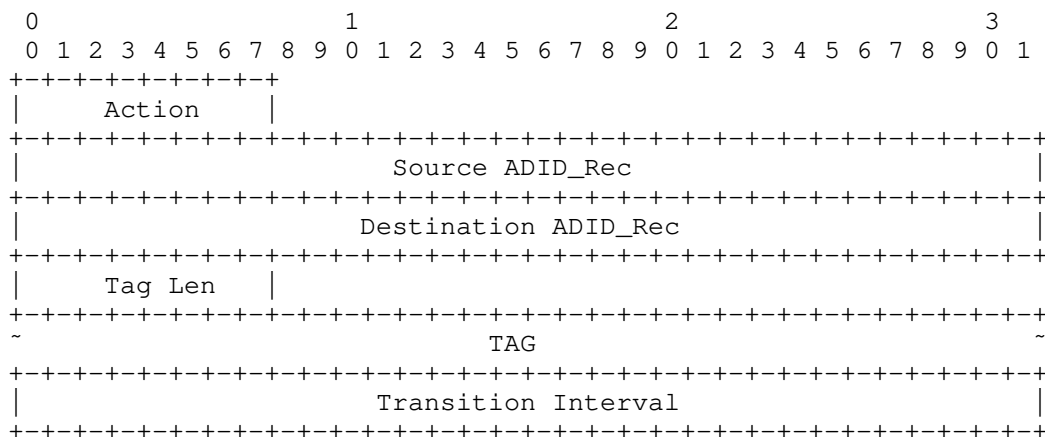 0                   1                   2                   3
 0 1 2 3 4 5 6 7 8 9 0 1 2 3 4 5 6 7 8 9 0 1 2 3 4 5 6 7 8 9 0 1
+-+-+-+-+-+-+-+-+
|     Action    |
+-+-+-+-+-+-+-+-+-+-+-+-+-+-+-+-+-+-+-+-+-+-+-+-+-+-+-+-+-+-+-+-+
|                       Source ADID_Rec                         |
+-+-+-+-+-+-+-+-+-+-+-+-+-+-+-+-+-+-+-+-+-+-+-+-+-+-+-+-+-+-+-+-+
|                     Destination ADID_Rec                      |
+-+-+-+-+-+-+-+-+-+-+-+-+-+-+-+-+-+-+-+-+-+-+-+-+-+-+-+-+-+-+-+-+
|     Tag Len   |
+-+-+-+-+-+-+-+-+-+-+-+-+-+-+-+-+-+-+-+-+-+-+-+-+-+-+-+-+-+-+-+-+
~                             TAG                               ~
+-+-+-+-+-+-+-+-+-+-+-+-+-+-+-+-+-+-+-+-+-+-+-+-+-+-+-+-+-+-+-+-+
|                      Transition Interval                      |
+-+-+-+-+-+-+-+-+-+-+-+-+-+-+-+-+-+-+-+-+-+-+-+-+-+-+-+-+-+-+-+-+